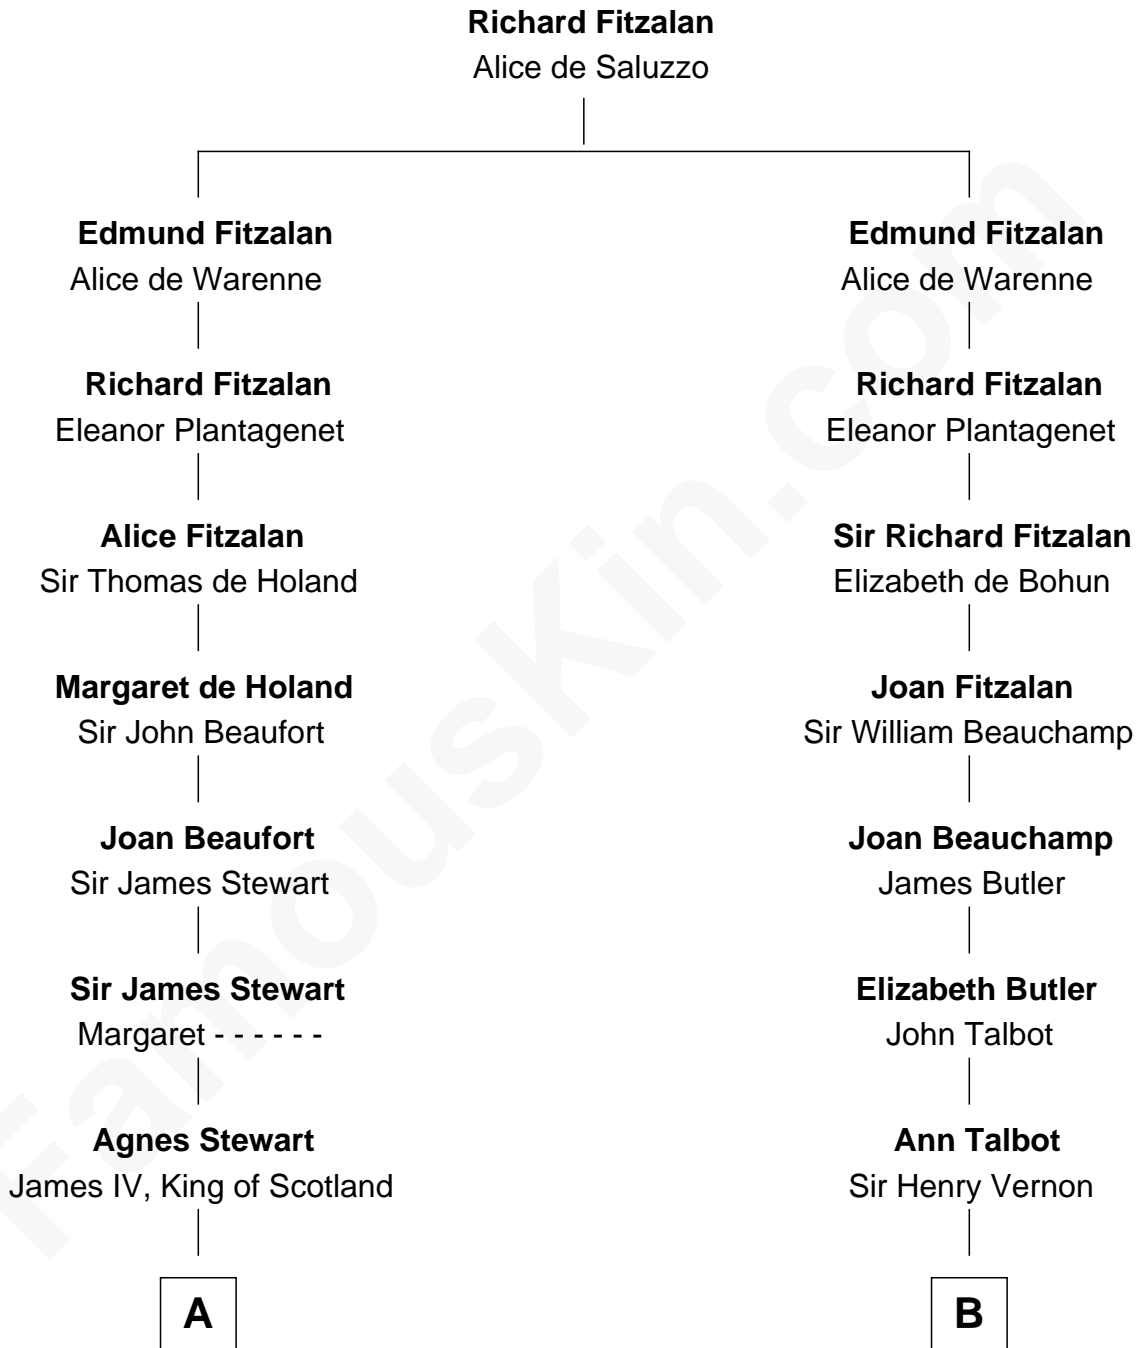 Richard Fitzalan
Alice de Saluzzo
Edmund Fitzalan
Alice de Warenne
Richard Fitzalan
Eleanor Plantagenet
Alice Fitzalan
Sir Thomas de Holand
Margaret de Holand
Sir John Beaufort
Joan Beaufort
Sir James Stewart
Sir James Stewart
Margaret - - - - - -
Agnes Stewart
James IV, King of Scotland
A
Edmund Fitzalan
Alice de Warenne
Richard Fitzalan
Eleanor Plantagenet
Sir Richard Fitzalan
Elizabeth de Bohun
Joan Fitzalan
Sir William Beauchamp
Joan Beauchamp
James Butler
Elizabeth Butler
John Talbot
Ann Talbot
Sir Henry Vernon
B
FamousKin.com